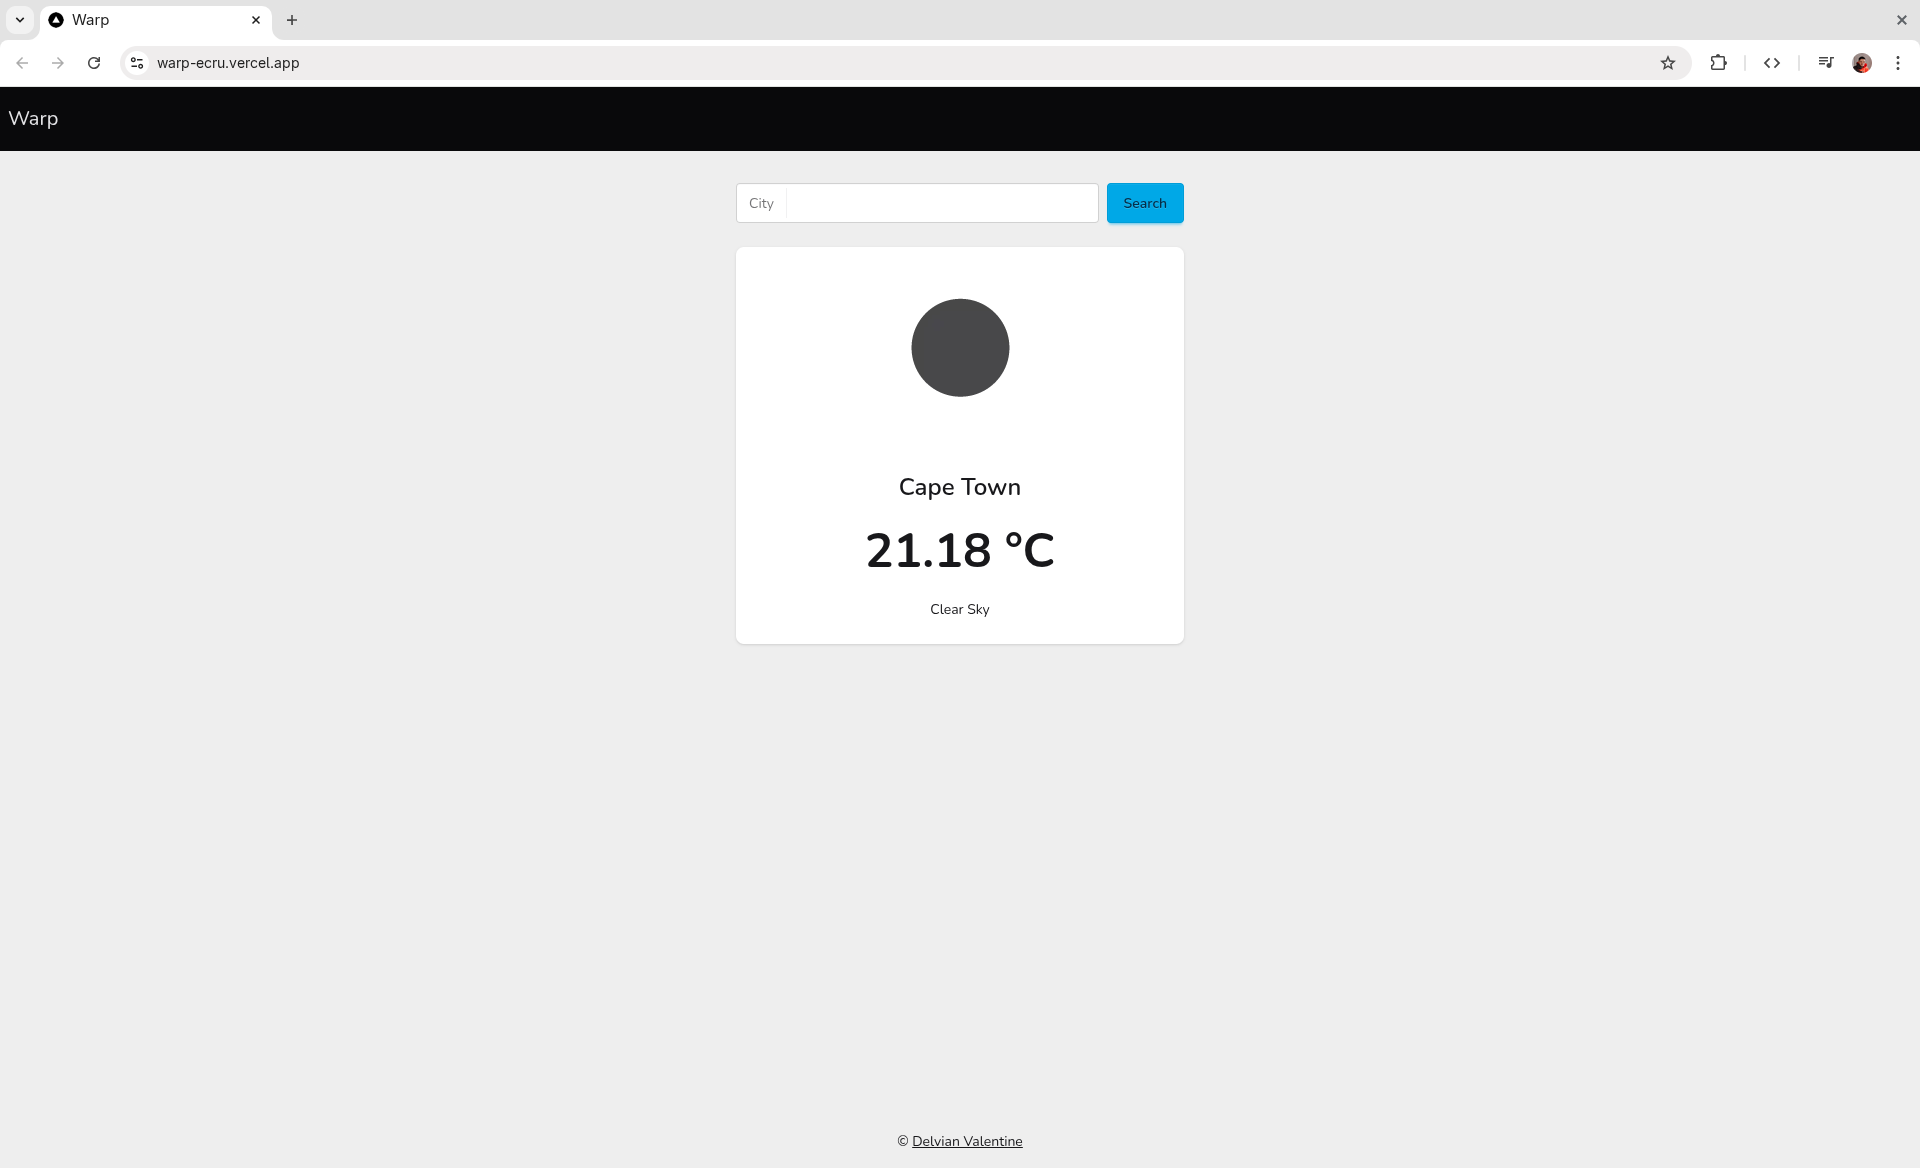 Warp
warp-ecru.vercel.app
Warp
City
Search
Cape Town
21.18 °C
Clear Sky
© Delvian Valentine